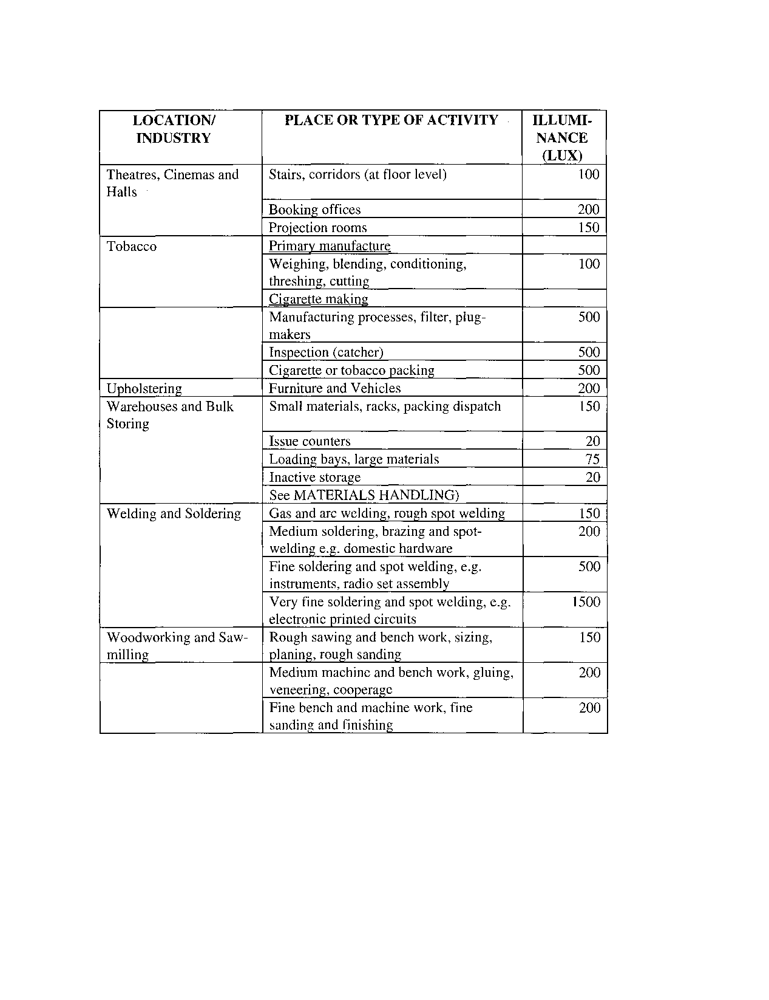 LOCATION/ PLACE OR TYPE OF ACTIVITY ILLUMI-
INDUSTRY NANCE
(LUX)
Theatres, Cinemas and Stairs, corridors (at floor level) 100
Halls
Booking offices 200
Projection rooms 150
Tobacco Primary manufacture
Weighing, blending, conditioning, 100
threshing, cutting
Cigarette making
Manufacturing processes, filter, plug- 500
makers
Inspection (catcher) 500
Cigarette or tobacco packing 500
Upholstering Furniture and Vehicles 200
Warehouses and Bulk Small materials, racks, packing dispatch 150
Storing
Issue counters 20
Loading bays, large materials 75
Inactive storage 20
See MATERIALS HANDLING)
Welding and Soldering Gas and arc welding, rough spot welding 150
Medium soldering, brazing and spot- 200
welding e.g. domestic hardware
Fine soldering and spot welding, e.g. 500
instruments, radio set assembly
Very fine soldering and spot welding, e.g. 1500
electronic printed circuits
Woodworking and Saw- Rough sawing and bench work, sizing, 150
milling planing, rough sanding
Medium machine and bench work, gluing, 200
veneering, cooperage
Fine bench and machine work, fine 200
sanding and finishing